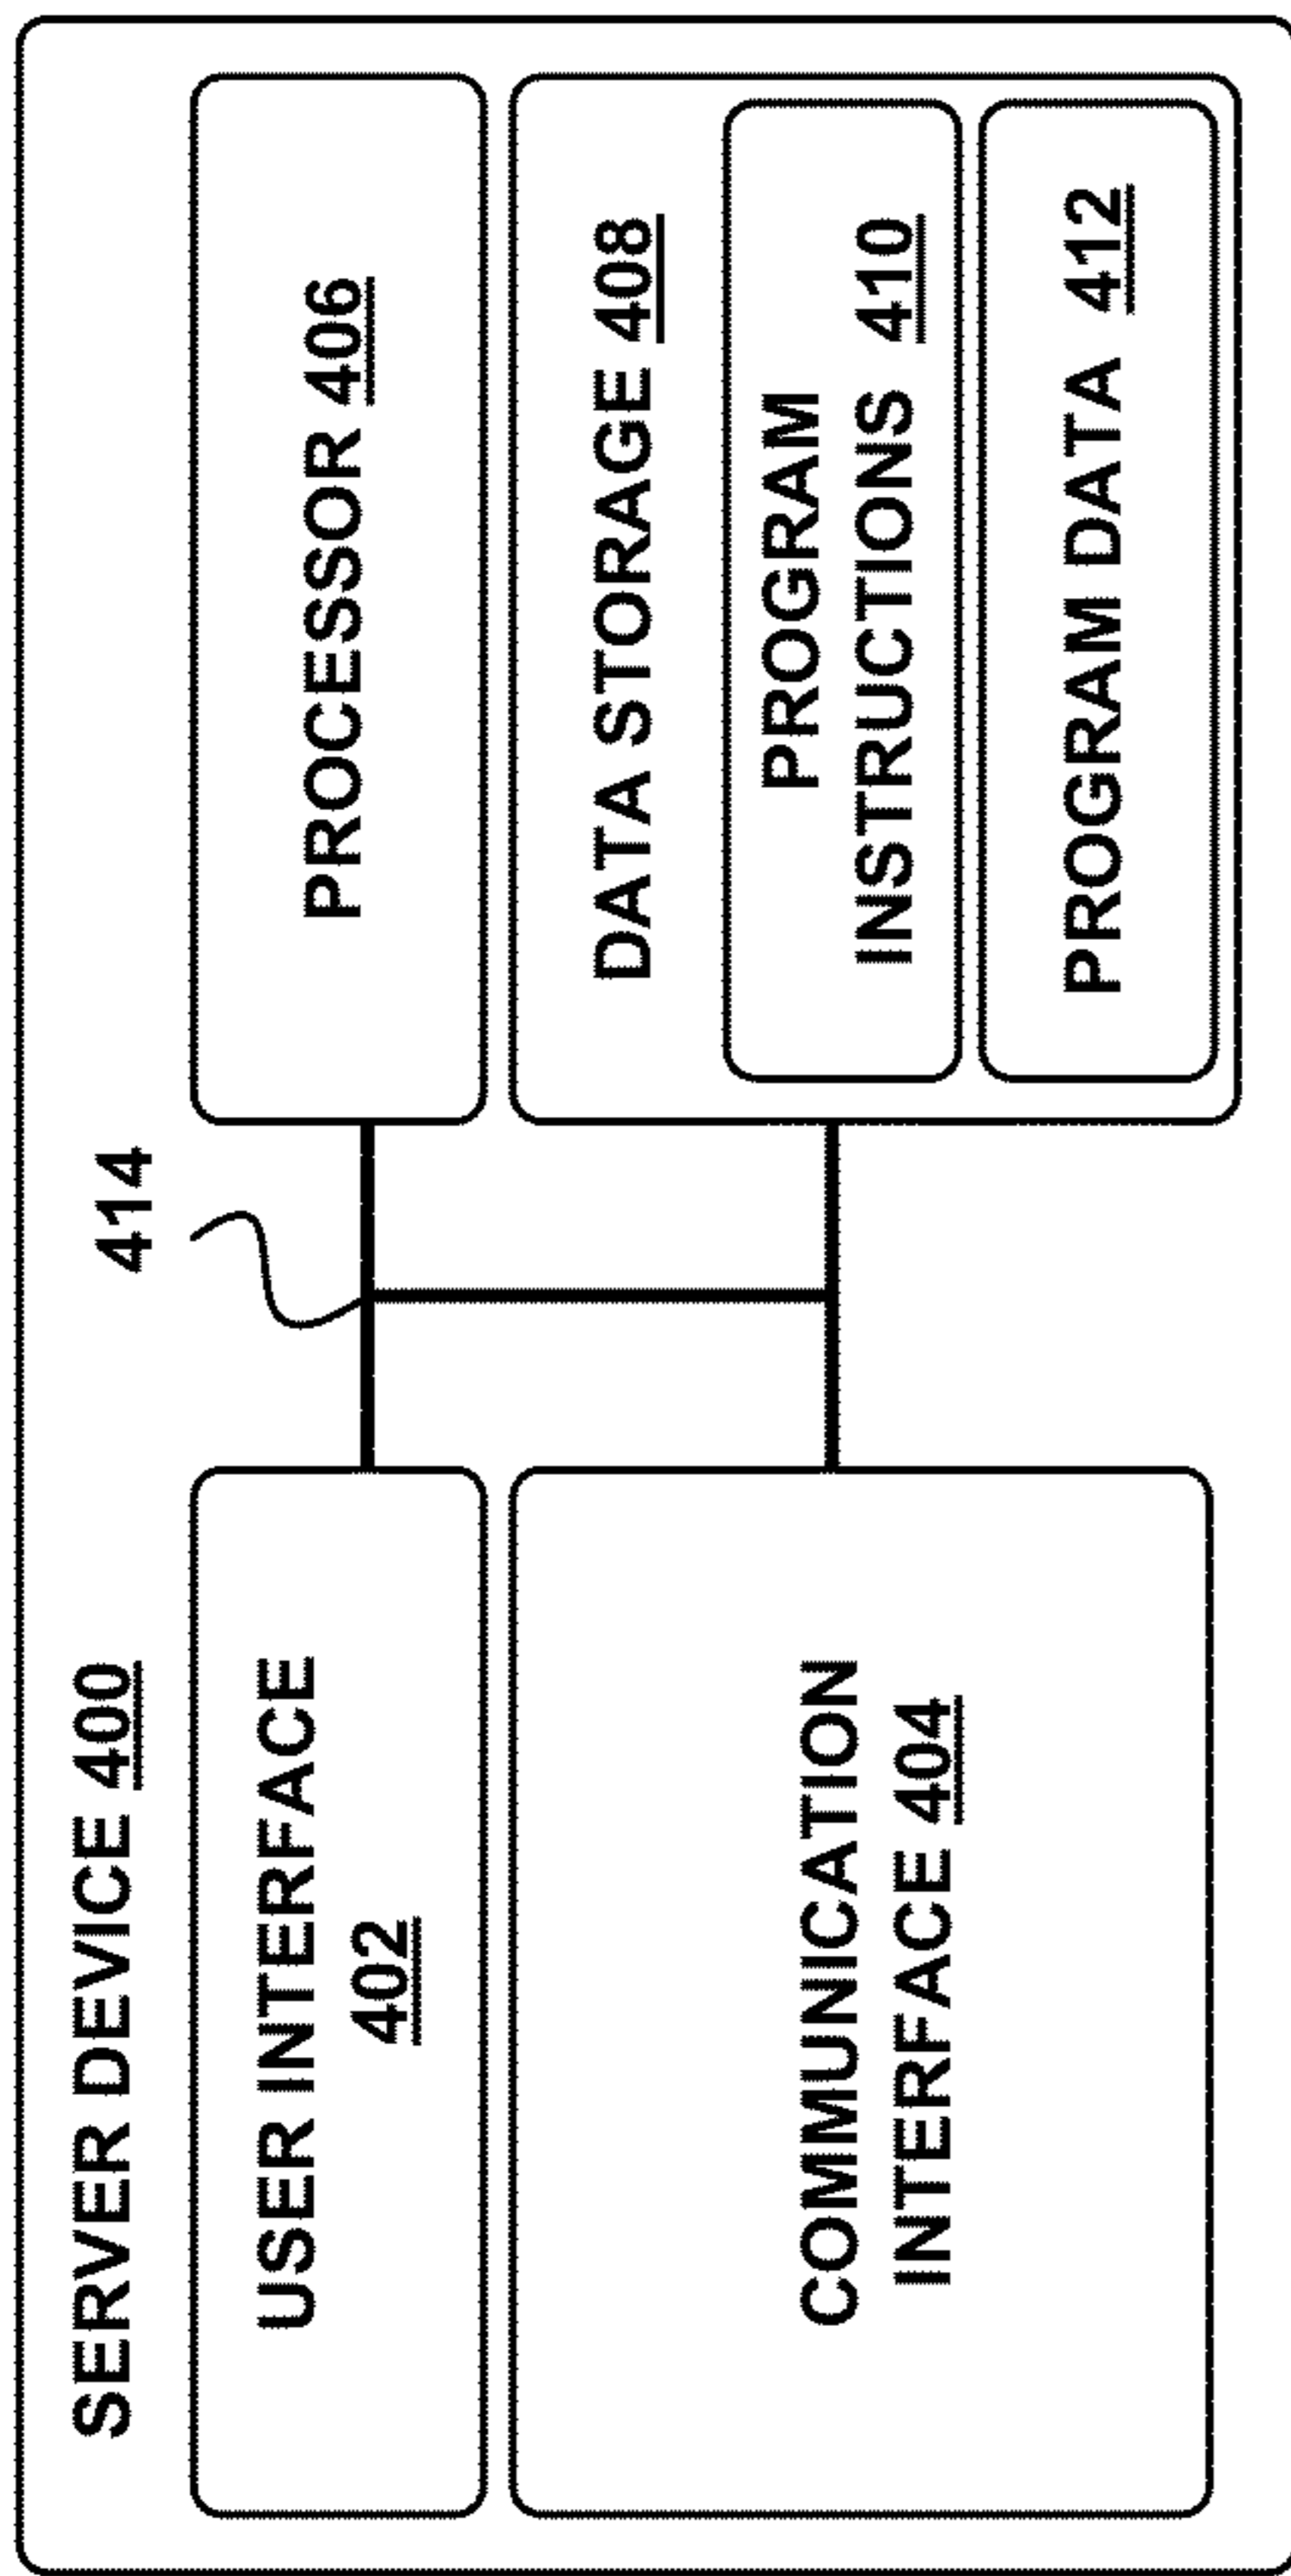 SERVER DEVICE 400
USER INTERFACE
402
COMMUNICATION
INTERFACE 404
414
PROCESSOR 406
DATA STORAGE 408
PROGRAM
INSTRUCTIONS 410
PROGRAM DATA 412